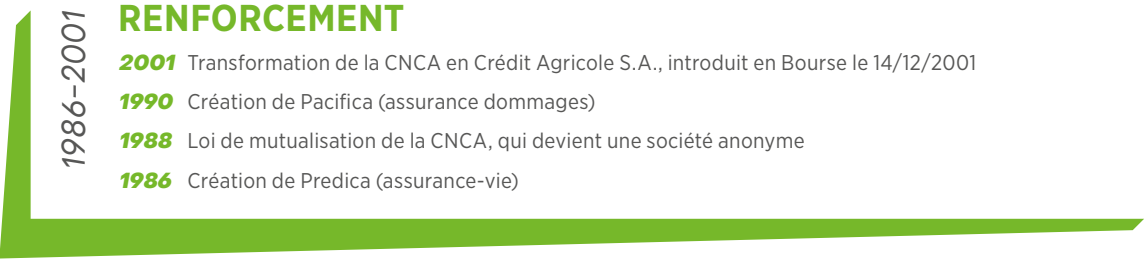 1986–2001
RENFORCEMENT
2001 Transformation de la CNCA en Crédit Agricole S.A., introduit en Bourse le 14/12/2001
1990 Création de Pacifica (assurance dommages)
1988 Loi de mutualisation de la CNCA, qui devient une société anonyme
1986 Création de Predica (assurance-vie)